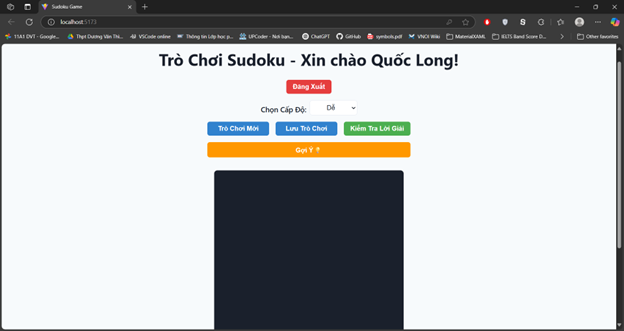 Sudoku Game
localhost:5173
11A1 DVT - Google...
Thpt Dương Văn Thì...
VSCode online
Thông tin Lớp học p...
UPCoder - Nơi bạn...
ChatGPT
GitHub
symbols.pdf
VNOI Wiki
MaterialXAML
IELTS Band Score D...
Other favorites
Trò Chơi Sudoku - Xin chào Quốc Long!
Đăng Xuất
Chọn Cấp Độ: Dễ
Trò Chơi Mới Lưu Trò Chơi Kiểm Tra Lời Giải
Gợi Ý ?